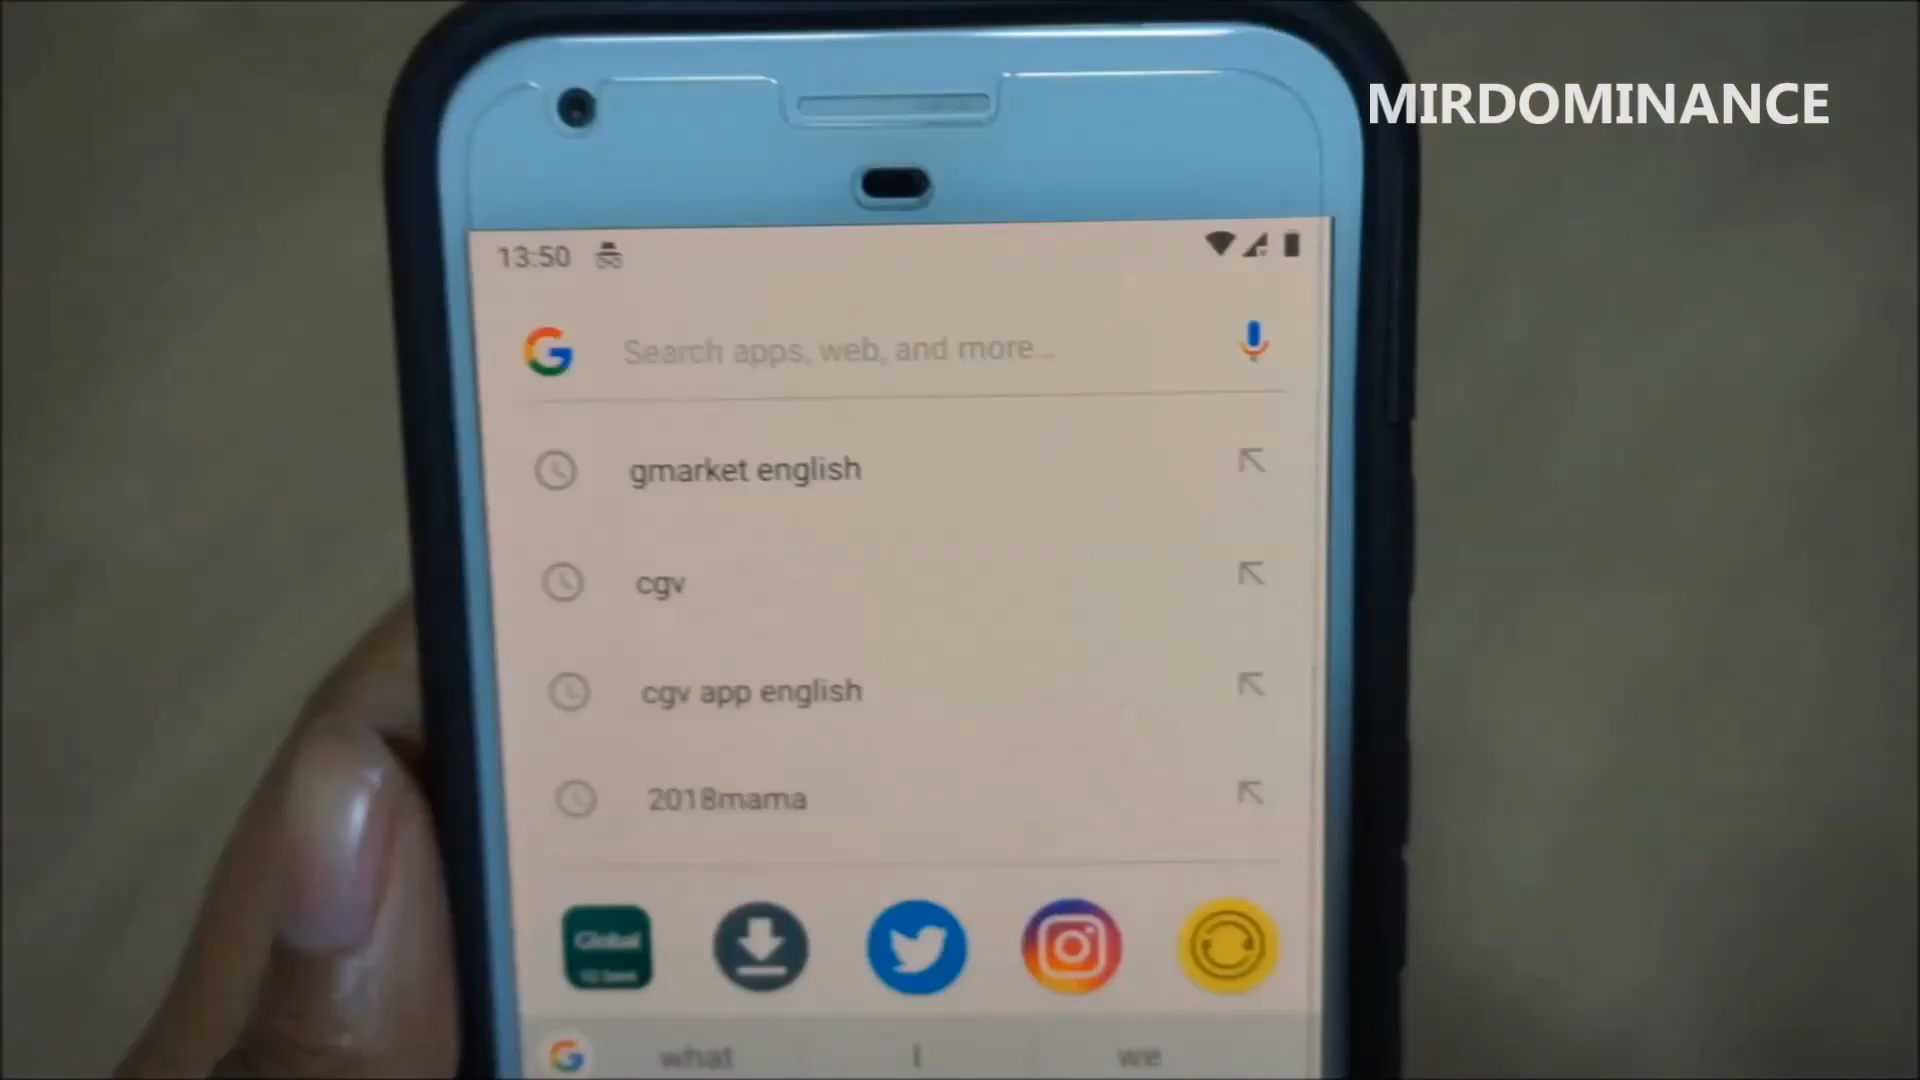 MIRDOMINANCE
13:50
Search apps, web, and more...
gmarket english
cgv
cgv app english
2018mama
Global
what I we